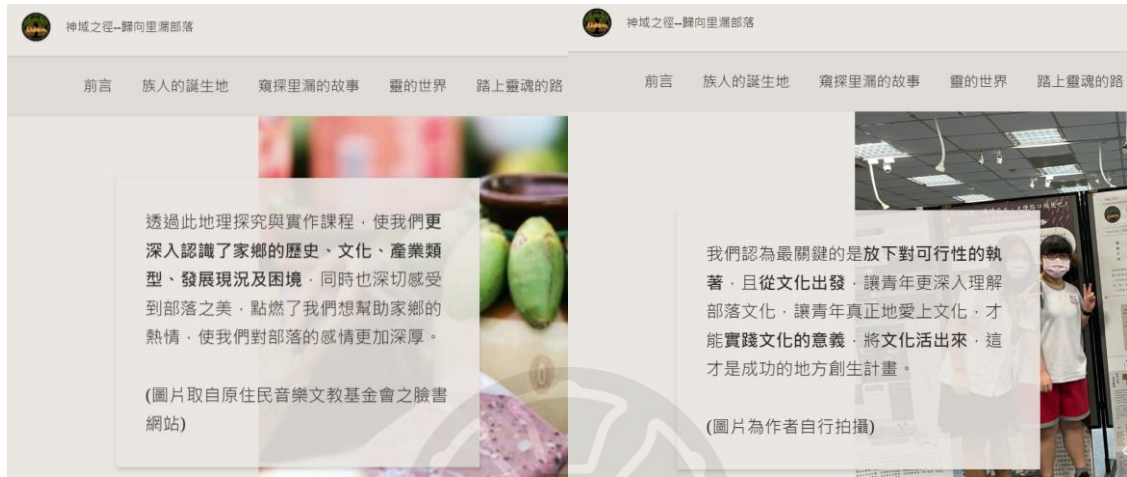 神域之徑--歸向里漏部落
前言 族人的誕生地 窺探里漏的故事 靈的世界 踏上靈魂的路
透過此地理探究與實作課程，使我們更
深入認識了家鄉的歷史、文化、產業類
型、發展現況及困境，同時也深切感受
到部落之美，點燃了我們想幫助家鄉的
熱情，使我們對部落的感情更加深厚。
(圖片取自原住民音樂文教基金會之臉書
網站)
神域之徑--歸向里漏部落
前言 族人的誕生地 窺探里漏的故事 靈的世界 踏上靈魂的路
我們認為最關鍵的是放下對可行性的執
著，且從文化出發，讓青年更深入理解
部落文化，讓青年真正地愛上文化，才
能實踐文化的意義，將文化活出來，這
才是成功的地方創生計畫。
(圖片為作者自行拍攝)